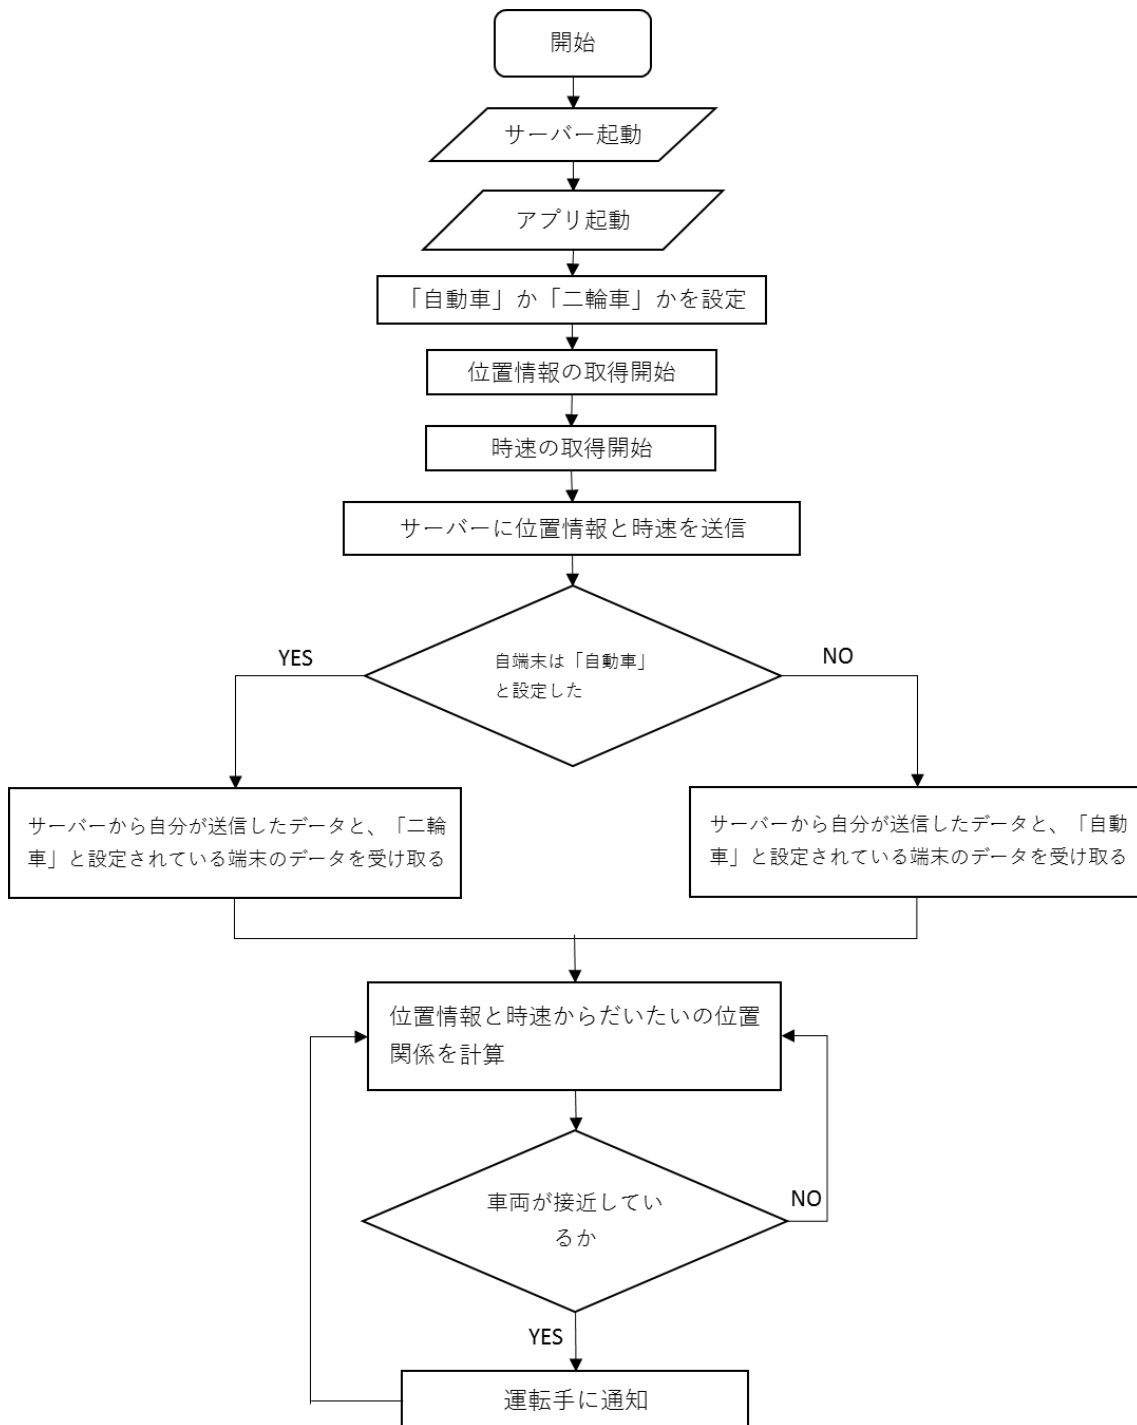 開始
サーバー起動
アプリ起動
「自動車」か「二輪車」かを設定
位置情報の取得開始
時速の取得開始
サーバーに位置情報と時速を送信
YES
自端末は「自動車」
と設定した
NO
サーバーから自分が送信したデータと、「二輪
車」と設定されている端末のデータを受け取る
サーバーから自分が送信したデータと、「自動
車」と設定されている端末のデータを受け取る
位置情報と時速からだいたいの位置
関係を計算
車両が接近してい
るか
NO
YES
運転手に通知